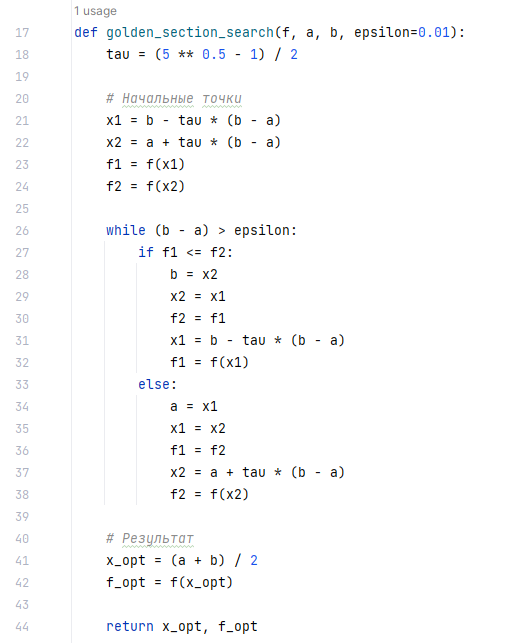 1 usage
17 def golden_section_search(f, a, b, epsilon=0.01):
18     tau = (5 ** 0.5 - 1) / 2
19
20     # Начальные точки
21     x1 = b - tau * (b - a)
22     x2 = a + tau * (b - a)
23     f1 = f(x1)
24     f2 = f(x2)
25
26     while (b - a) > epsilon:
27         if f1 <= f2:
28             b = x2
29             x2 = x1
30             f2 = f1
31             x1 = b - tau * (b - a)
32             f1 = f(x1)
33         else:
34             a = x1
35             x1 = x2
36             f1 = f2
37             x2 = a + tau * (b - a)
38             f2 = f(x2)
39
40     # Результат
41     x_opt = (a + b) / 2
42     f_opt = f(x_opt)
43
44     return x_opt, f_opt